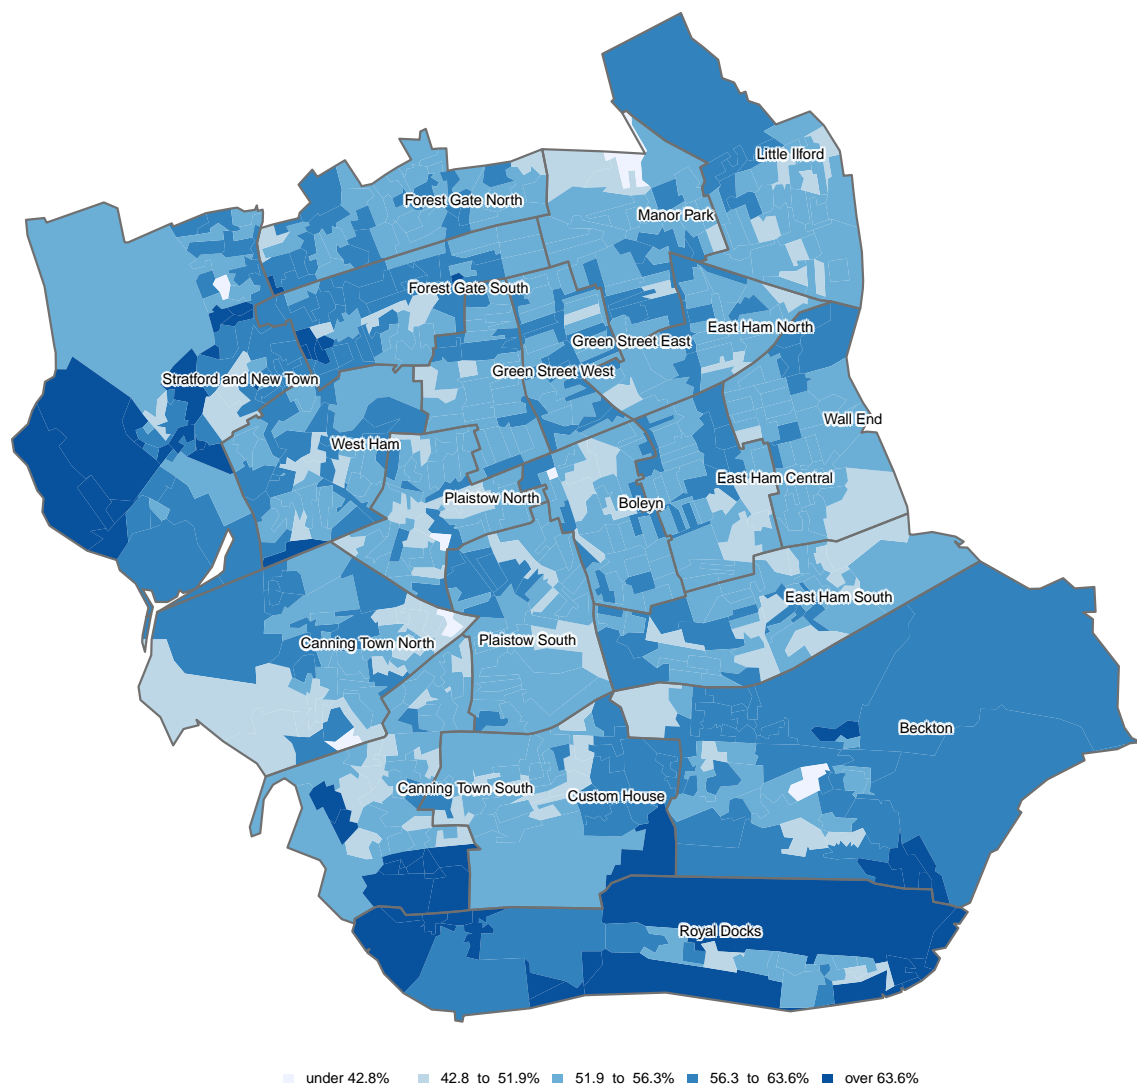 Little Ilford
Forest Gate North
Manor Park
Forest Gate South
East Ham North
Green Street East
Green Street West
Stratford and New Town
Wall End
West Ham
East Ham Central
Plaistow North
Boleyn
East Ham South
Canning Town North
Plaistow South
Beckton
Canning Town South
Custom House
Royal Docks
under 42.8% 42.8 to 51.9% 51.9 to 56.3% 56.3 to 63.6% over 63.6%